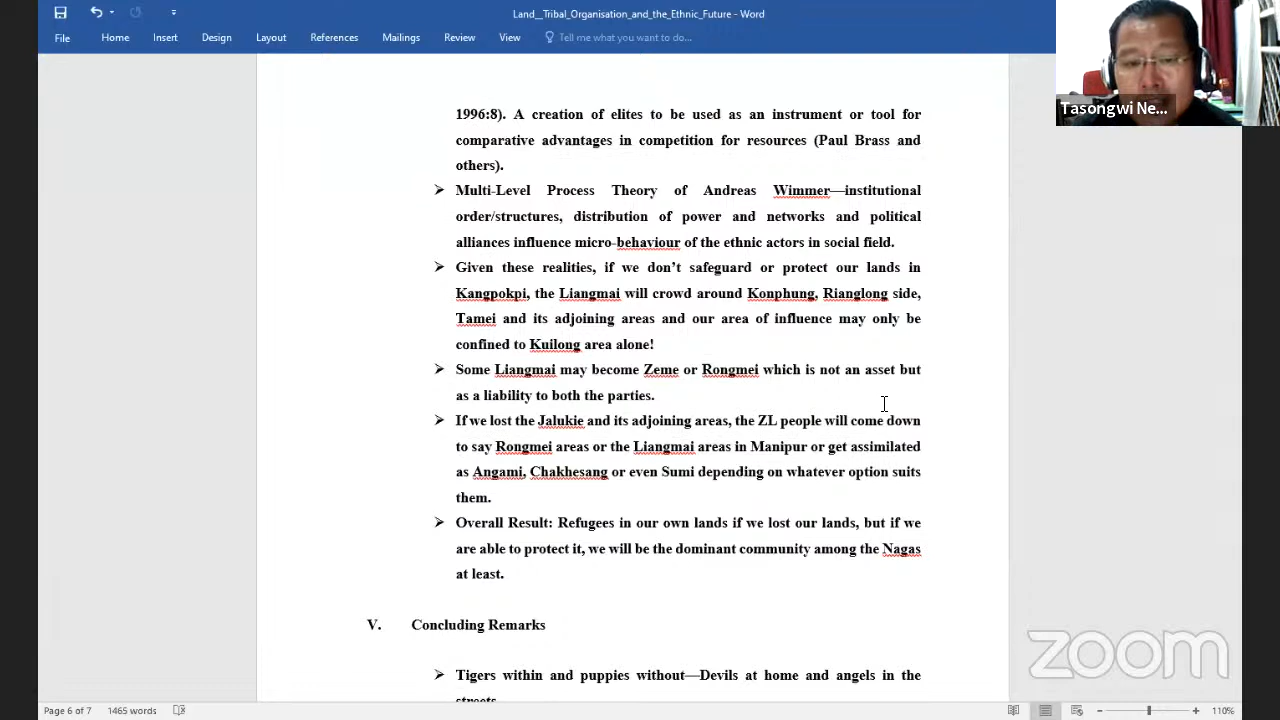 Land__Tribal_Organisation_and_the_Ethnic_Future - Word
File Home Insert Design Layout References Mailings Review View Tell me what you want to do...
Tasongwi Ne...
1996:8). A creation of elites to be used as an instrument or tool for
comparative advantages in competition for resources (Paul Brass and
others).
➢ Multi-Level Process Theory of Andreas Wimmer—institutional
order/structures, distribution of power and networks and political
alliances influence micro-behaviour of the ethnic actors in social field.
➢ Given these realities, if we don’t safeguard or protect our lands in
Kangpokpi, the Liangmai will crowd around Konphung, Rianglong side,
Tamei and its adjoining areas and our area of influence may only be
confined to Kuilong area alone!
➢ Some Liangmai may become Zeme or Rongmei which is not an asset but
as a liability to both the parties.
➢ If we lost the Jalukie and its adjoining areas, the ZL people will come down
to say Rongmei areas or the Liangmai areas in Manipur or get assimilated
as Angami, Chakhesang or even Sumi depending on whatever option suits
them.
➢ Overall Result: Refugees in our own lands if we lost our lands, but if we
are able to protect it, we will be the dominant community among the Nagas
at least.
V. Concluding Remarks
➢ Tigers within and puppies without—Devils at home and angels in the
streets
zoom
Page 6 of 7 1465 words 110%